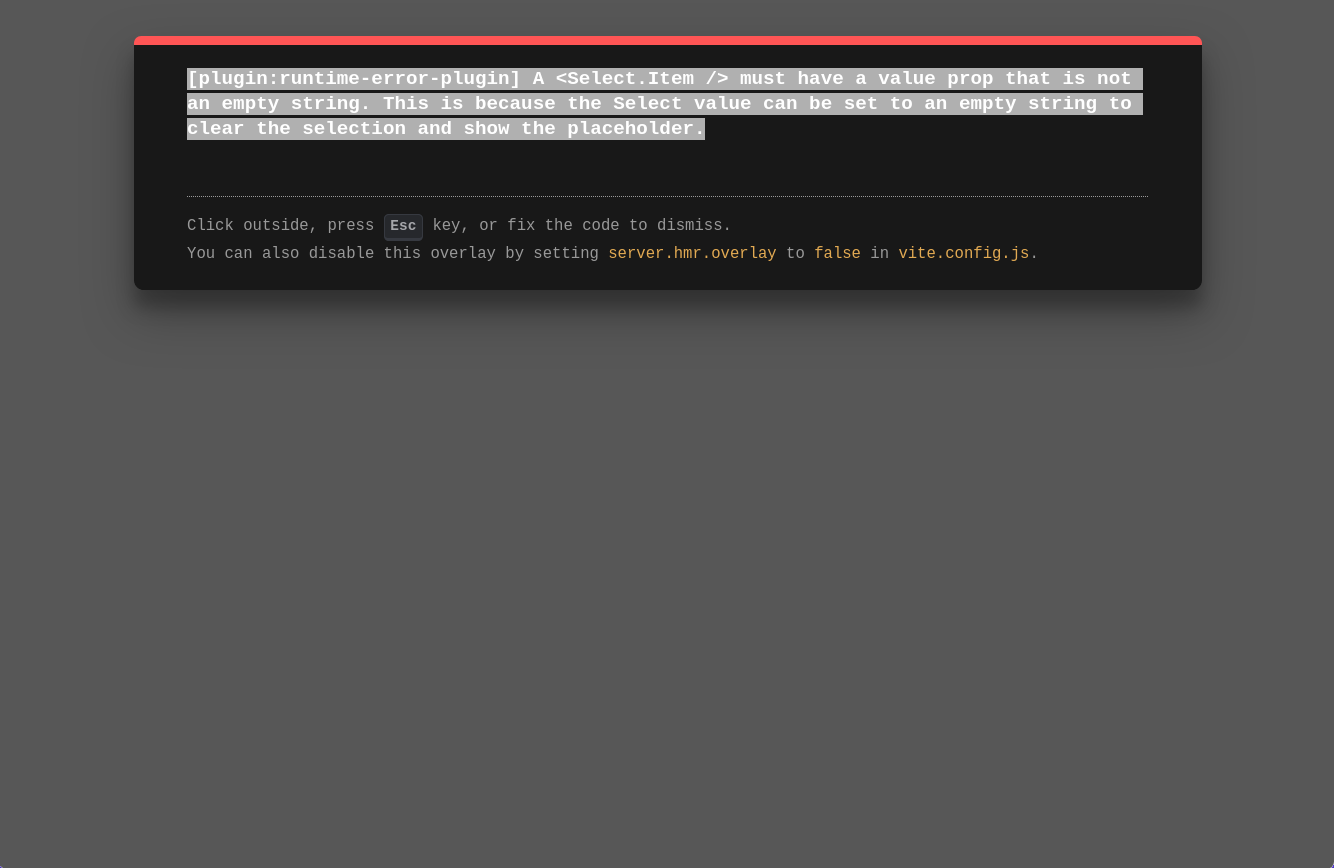 [plugin:runtime-error-plugin] A <Select.Item /> must have a value prop that is not
an empty string. This is because the Select value can be set to an empty string to
clear the selection and show the placeholder.
Click outside, press Esc key, or fix the code to dismiss.
You can also disable this overlay by setting server.hmr.overlay to false in vite.config.js.